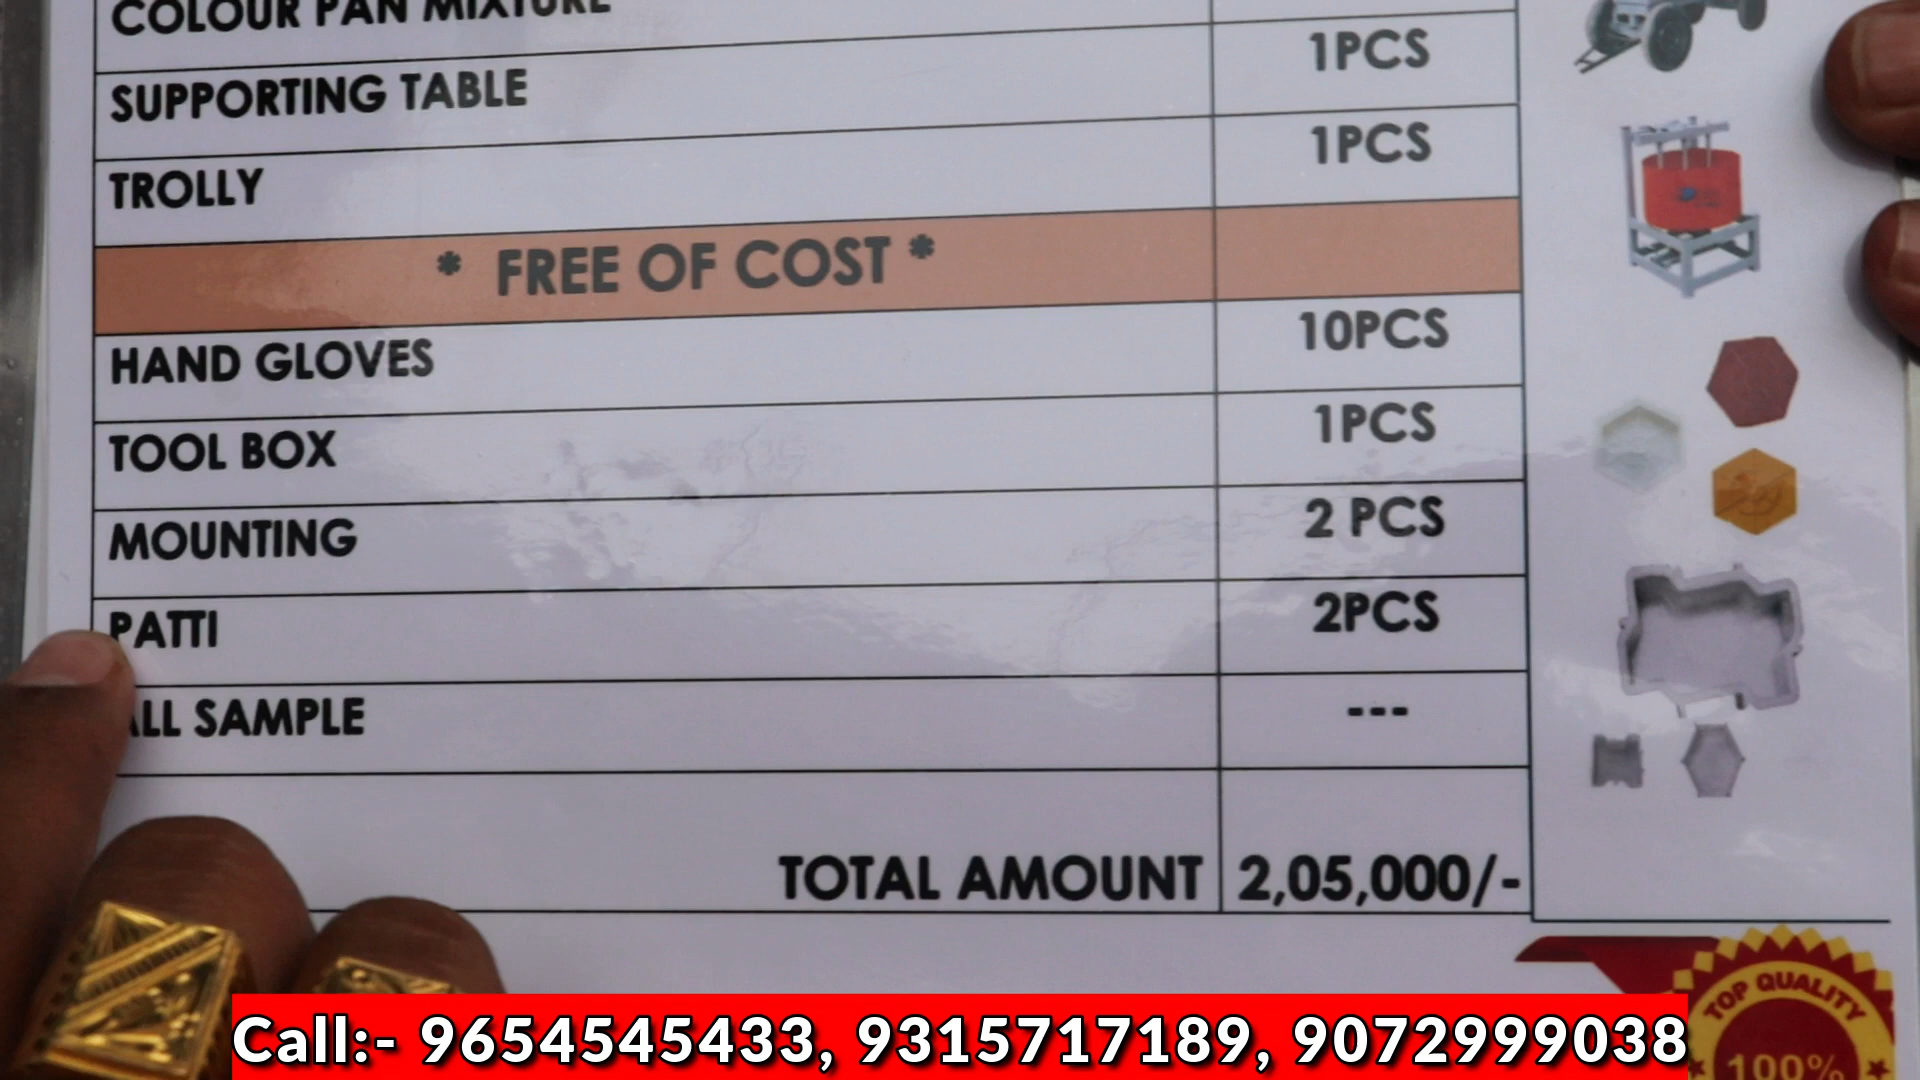 COLOUR PAN MIXTURE
SUPPORTING TABLE 1PCS
TROLLY 1PCS
* FREE OF COST *
HAND GLOVES 10PCS
TOOL BOX 1PCS
MOUNTING 2 PCS
PATTI 2PCS
ALL SAMPLE ---
TOTAL AMOUNT 2,05,000/-
TOP QUALITY
100%
Call:- 9654545433, 9315717189, 9072999038